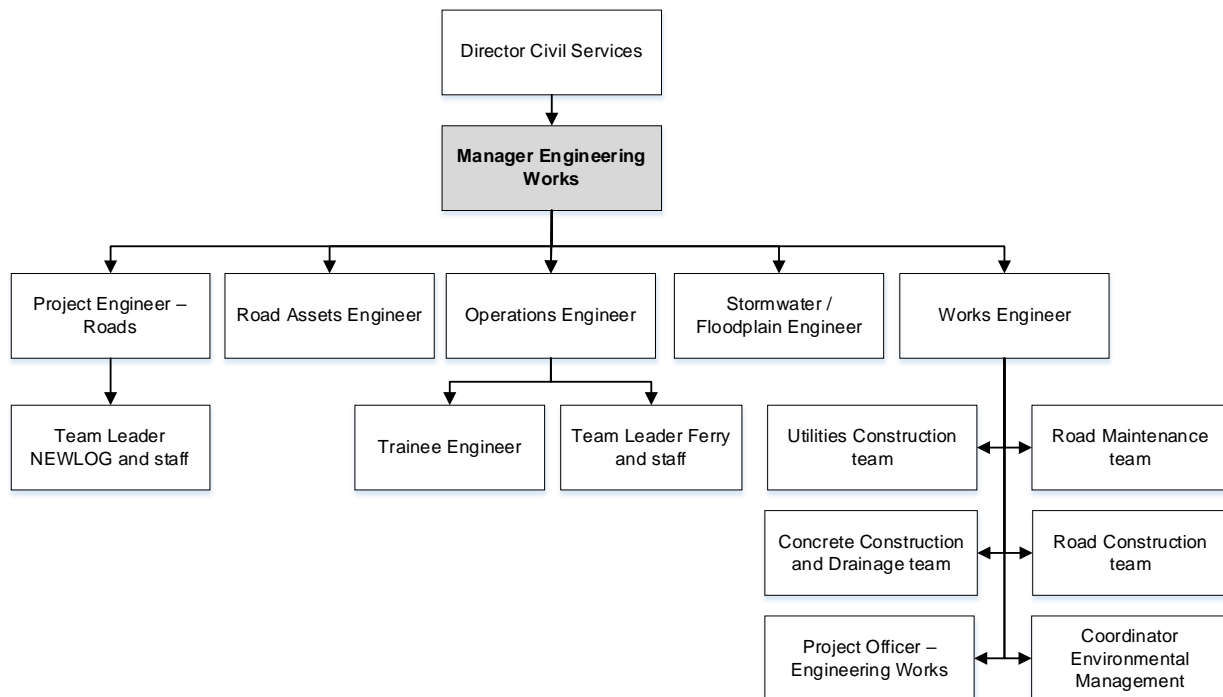 Director Civil Services
Manager Engineering
Works
Project Engineer –
Roads
Road Assets Engineer
Operations Engineer
Stormwater /
Floodplain Engineer
Works Engineer
Team Leader
NEWLOG and staff
Trainee Engineer
Team Leader Ferry
and staff
Utilities Construction
team
Road Maintenance
team
Concrete Construction
and Drainage team
Road Construction
team
Project Officer –
Engineering Works
Coordinator
Environmental
Management